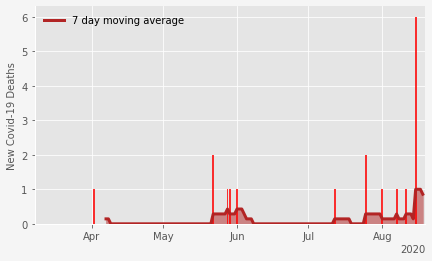 7 day moving average
New Covid-19 Deaths
6
5
4
3
2
1
0
Apr
May
Jun
Jul
Aug
2020